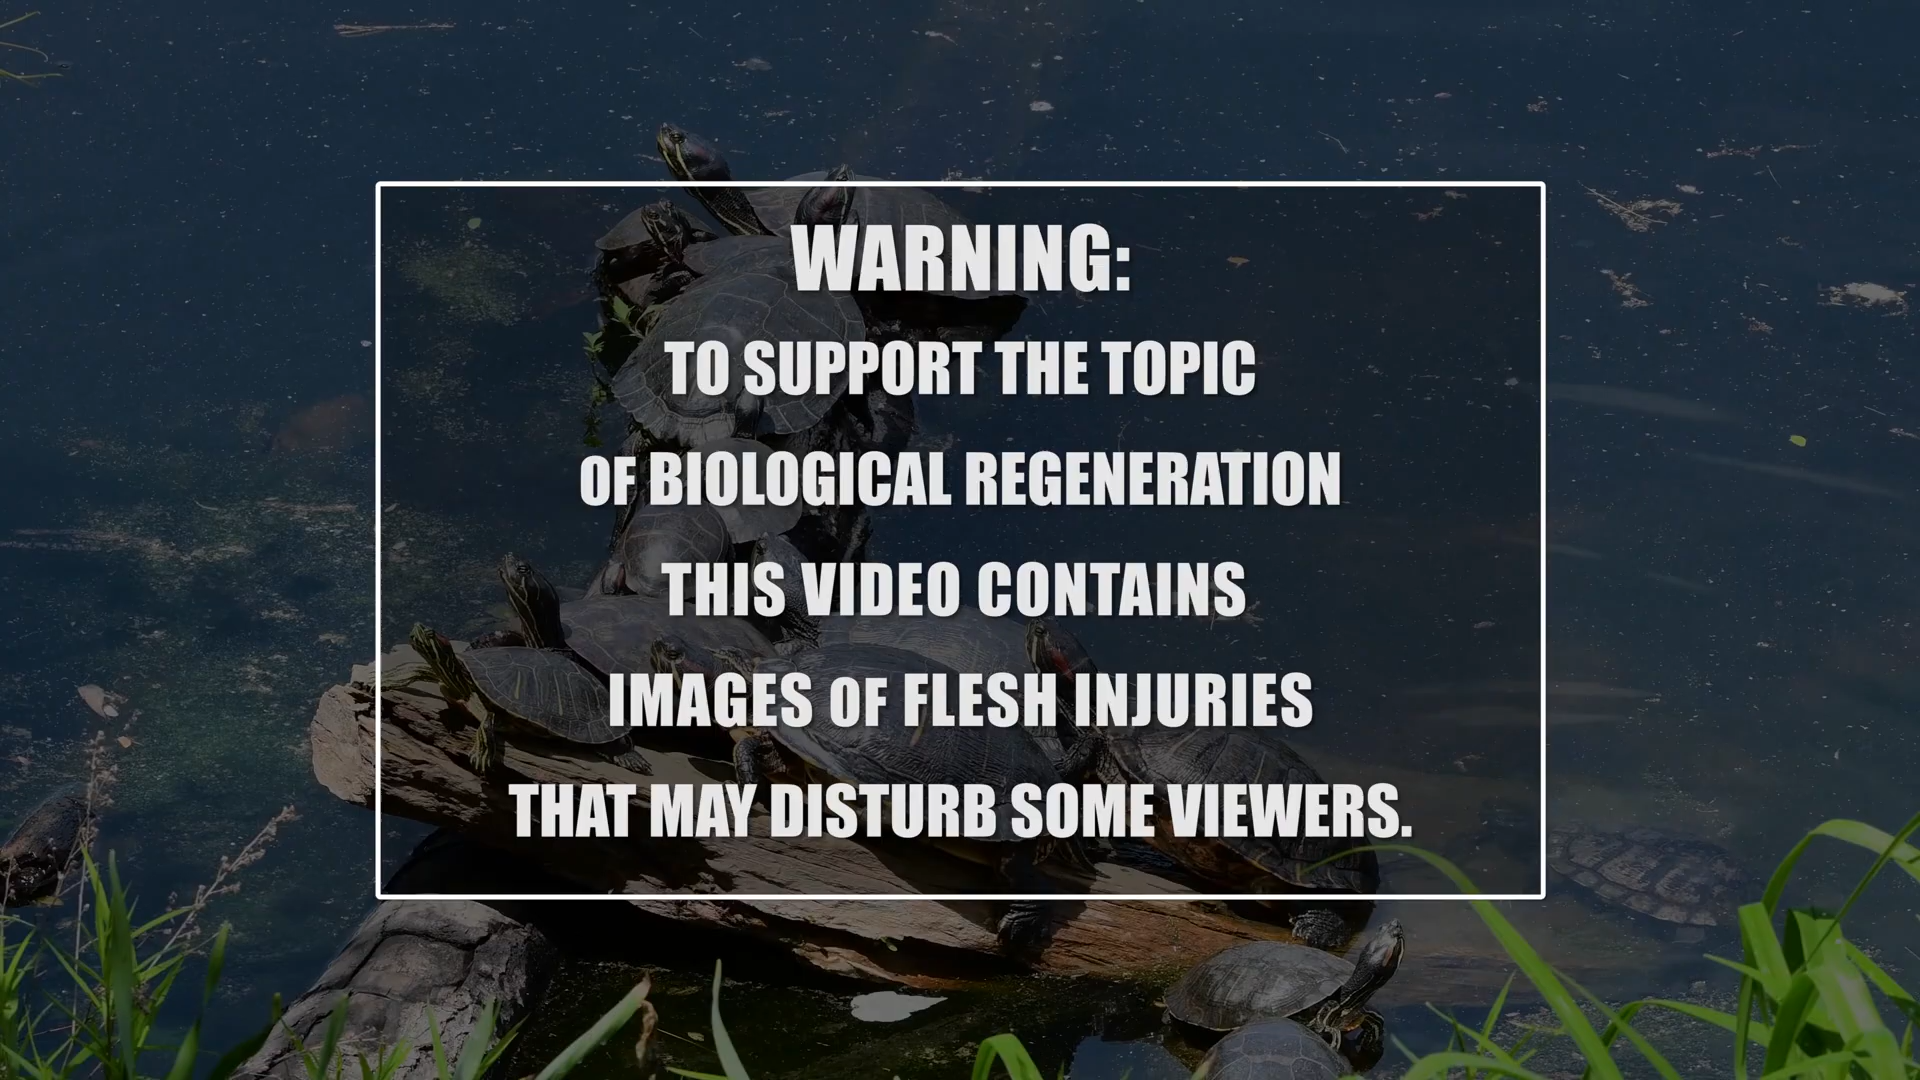 WARNING:
TO SUPPORT THE TOPIC
OF BIOLOGICAL REGENERATION
THIS VIDEO CONTAINS
IMAGES OF FLESH INJURIES
THAT MAY DISTURB SOME VIEWERS.